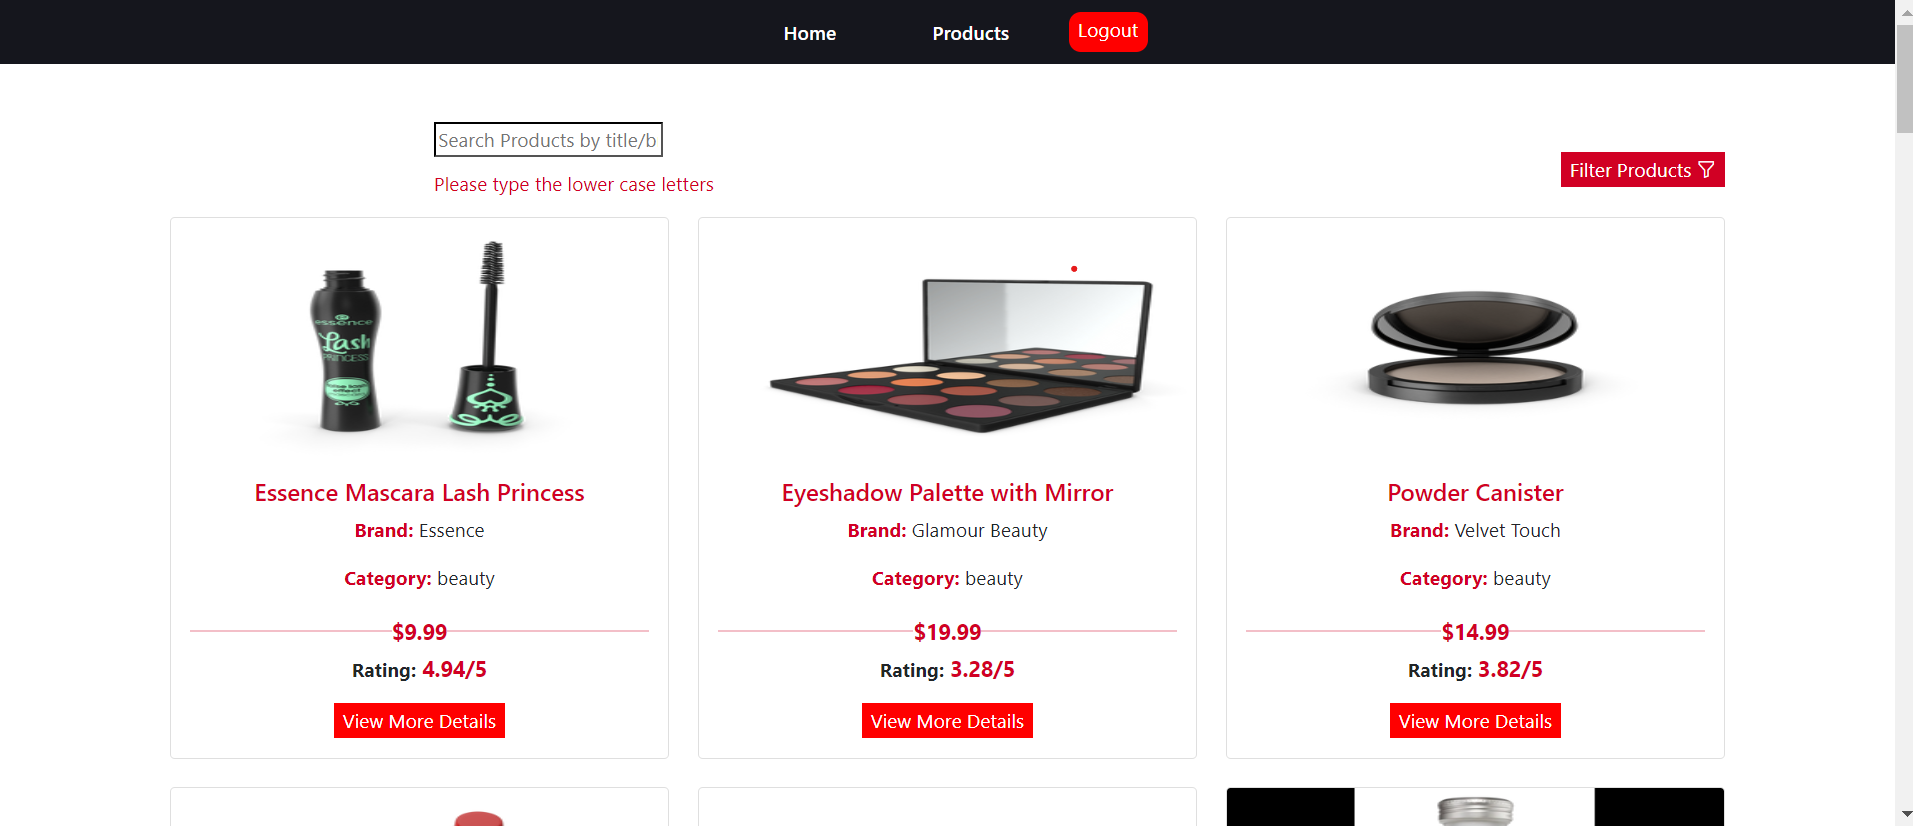 Home Products Logout
Search Products by title/b
Please type the lower case letters
Filter Products
essence
Lash
PRINCESS
Essence Mascara Lash Princess
Brand: Essence
Category: beauty
$9.99
Rating: 4.94/5
View More Details
Eyeshadow Palette with Mirror
Brand: Glamour Beauty
Category: beauty
$19.99
Rating: 3.28/5
View More Details
Powder Canister
Brand: Velvet Touch
Category: beauty
$14.99
Rating: 3.82/5
View More Details